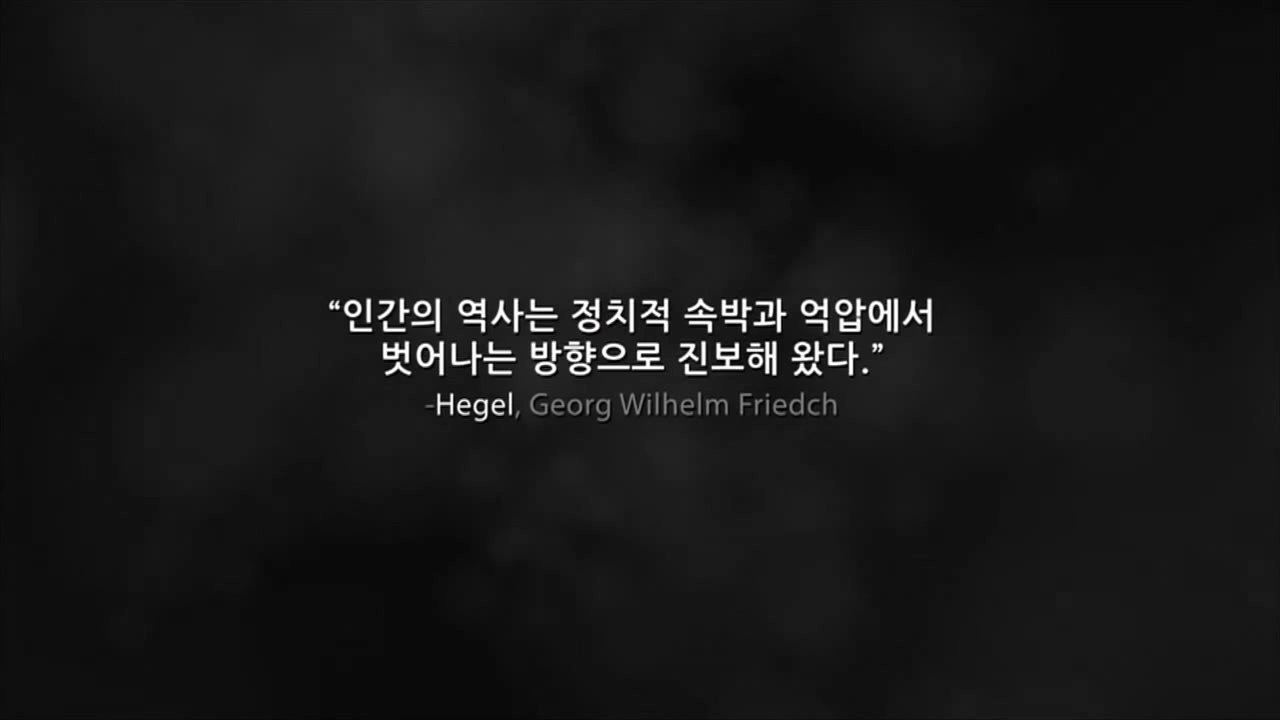 “인간의 역사는 정치적 속박과 억압에서
벗어나는 방향으로 진보해 왔다.”
-Hegel, Georg Wilhelm Friedch